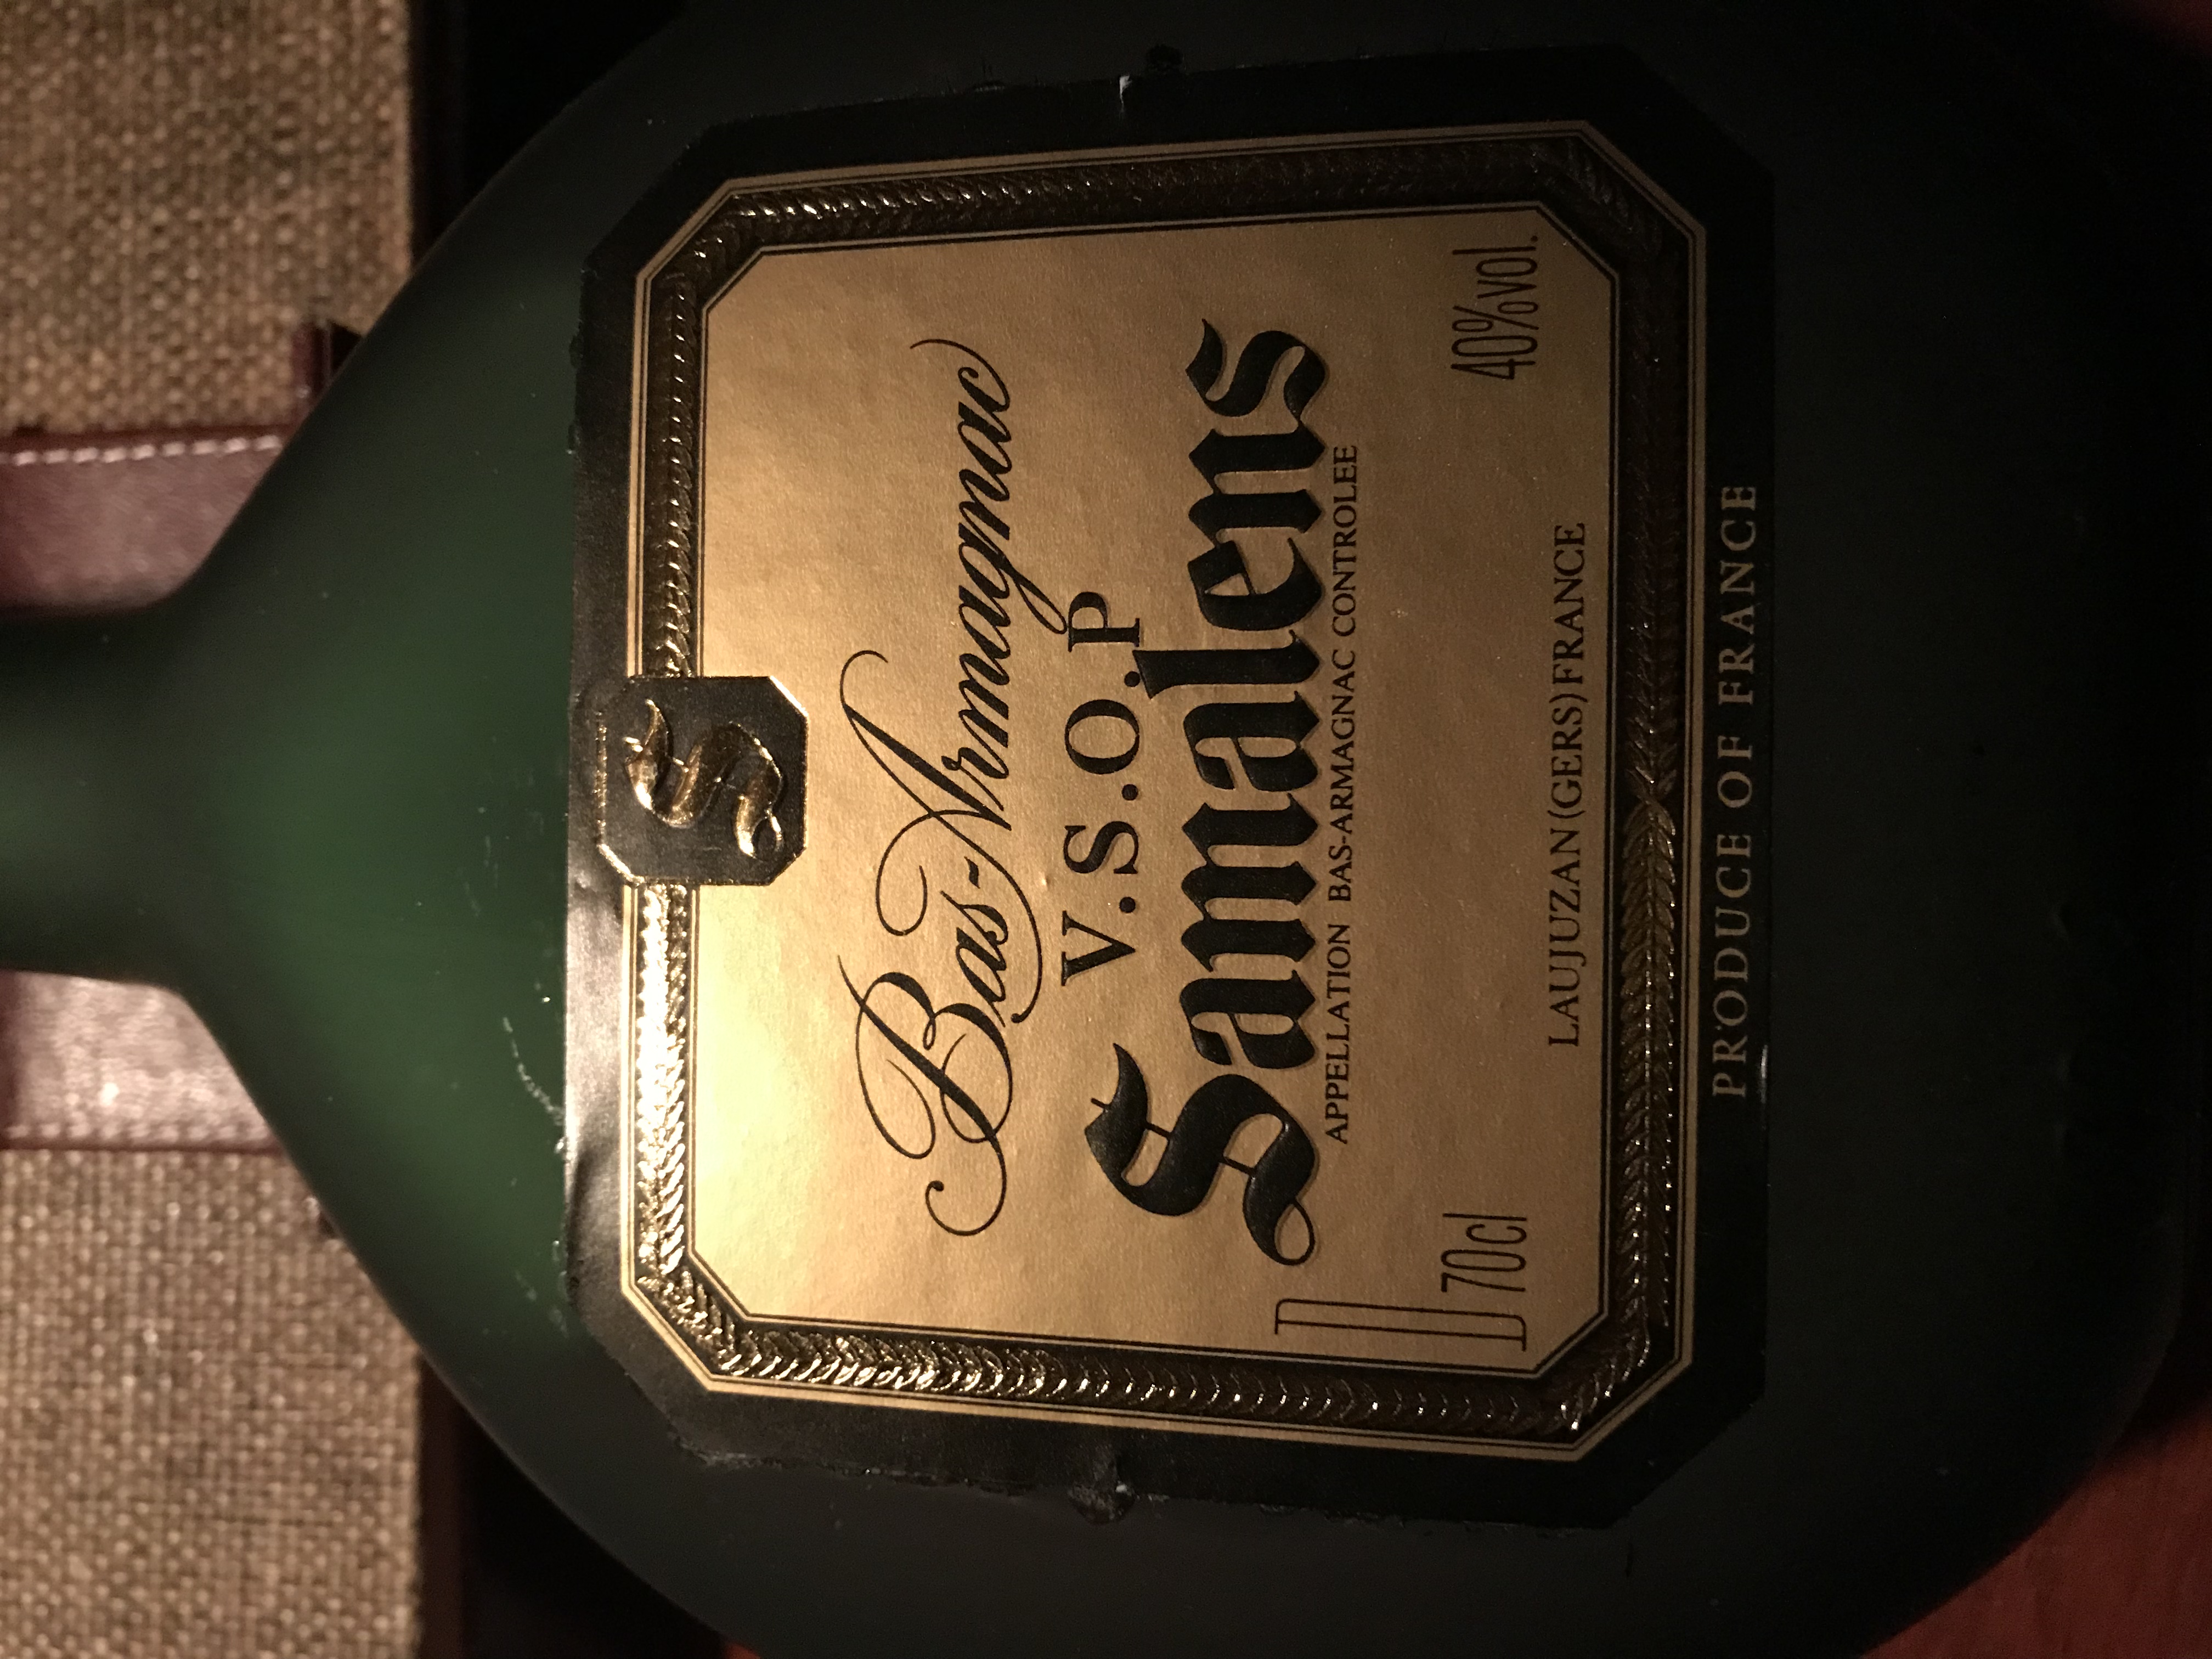 S
Bas-Armagnac
V.S.O.P
Samalens
APPELLATION BAS-ARMAGNAC CONTROLEE
D 70cl 40%vol.
LAUJUZAN (GERS) FRANCE
PRODUCE OF FRANCE